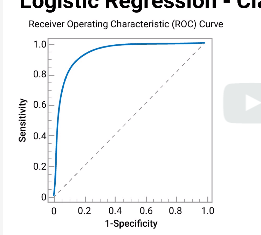 Logistic Regression - Cla
Receiver Operating Characteristic (ROC) Curve
1.0
0.8
0.6
0.4
0.2
0
Sensitivity
0 0.2 0.4 0.6 0.8 1.0
1-Specificity